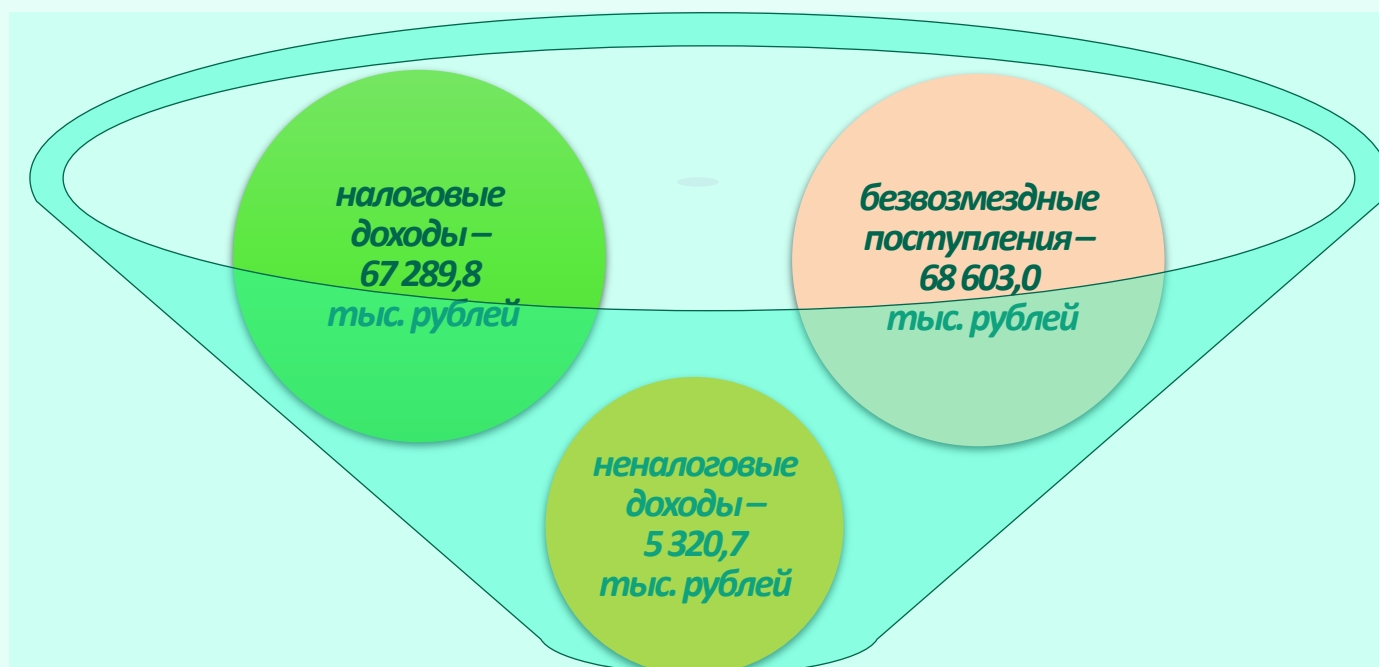 налоговые
доходы –
67 289,8
тыс. рублей
безвозмездные
поступления –
68 603,0
тыс. рублей
неналоговые
доходы –
5 320,7
тыс. рублей